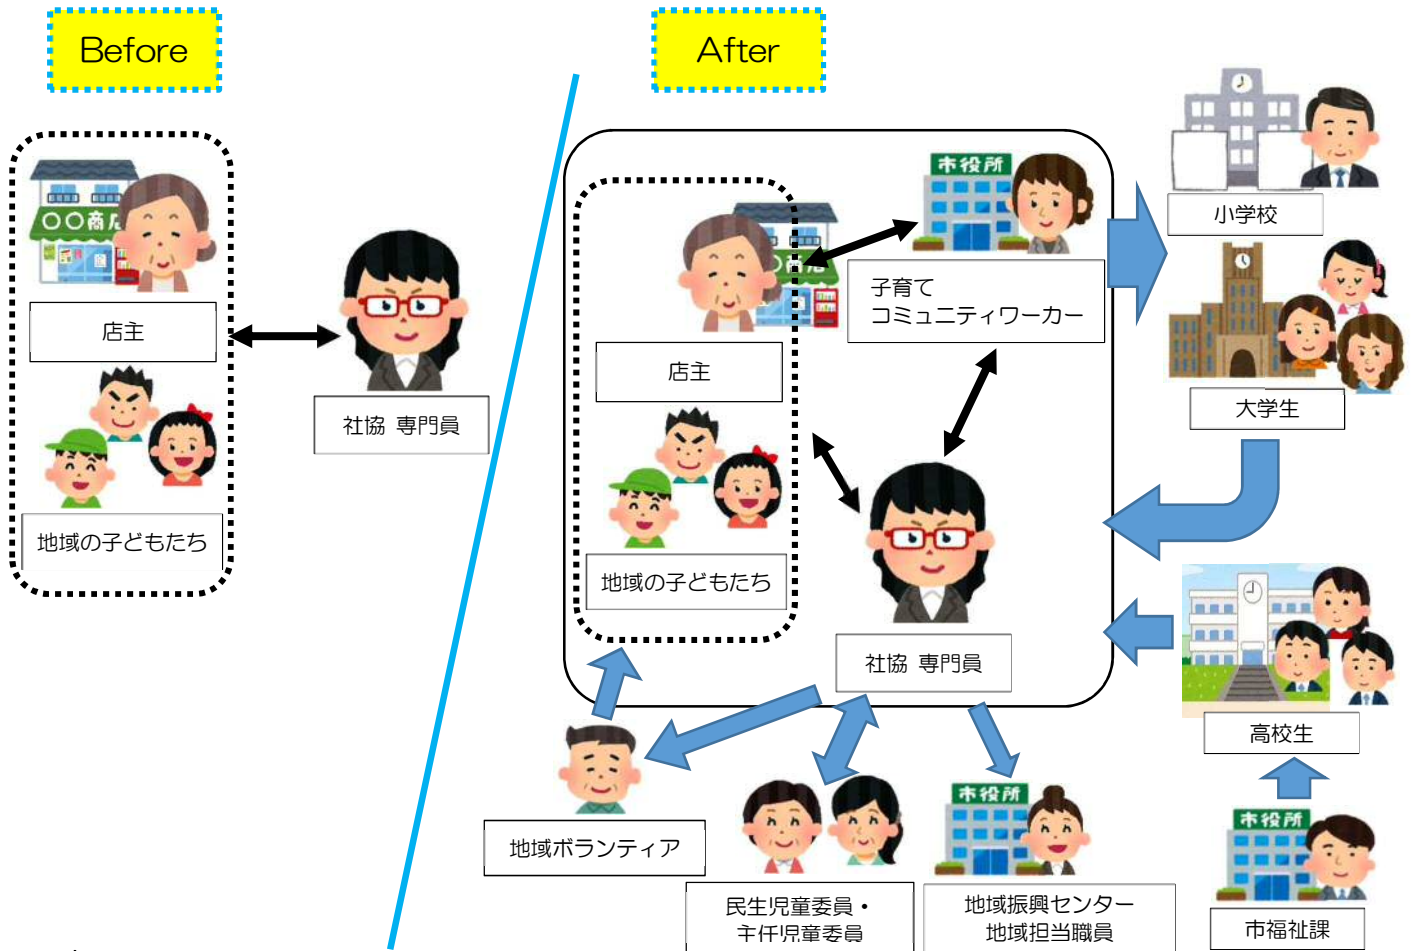 Before
〇〇商店
店主
地域の子どもたち
社協 専門員
After
市役所
子育て
コミュニティワーカー
店主
地域の子どもたち
社協 専門員
小学校
大学生
高校生
市役所
市福祉課
地域ボランティア
民生児童委員・
主任児童委員
市役所
地域振興センター
地域担当職員